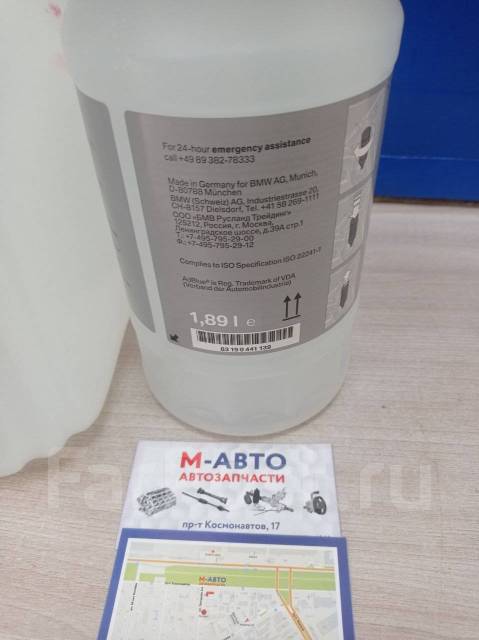 For 24-hour emergency assistance
call +49 89 382-78333
Made in Germany for BMW AG, Munich,
D-80788 München
BMW (Schweiz) AG, Industriestrasse 20,
CH-8157 Dielsdorf, Tel. +41 58 269-1111
ООО «БМВ Русланд Трейдинг»
125212, Россия, г. Москва,
Ленинградское шоссе, д.39А стр.1
Т.: +7-495-795-29-00
Ф.: +7-495-795-29-12
Complies to ISO Specification ISO 22241-1
AdBlue® is Reg. Trademark of VDA
(Verband der Automobilindustrie)
1,89 l e
83 19 0 441 139
М-АВТО
АВТОЗАПЧАСТИ
пр-т Космонавтов, 17
М-АВТО